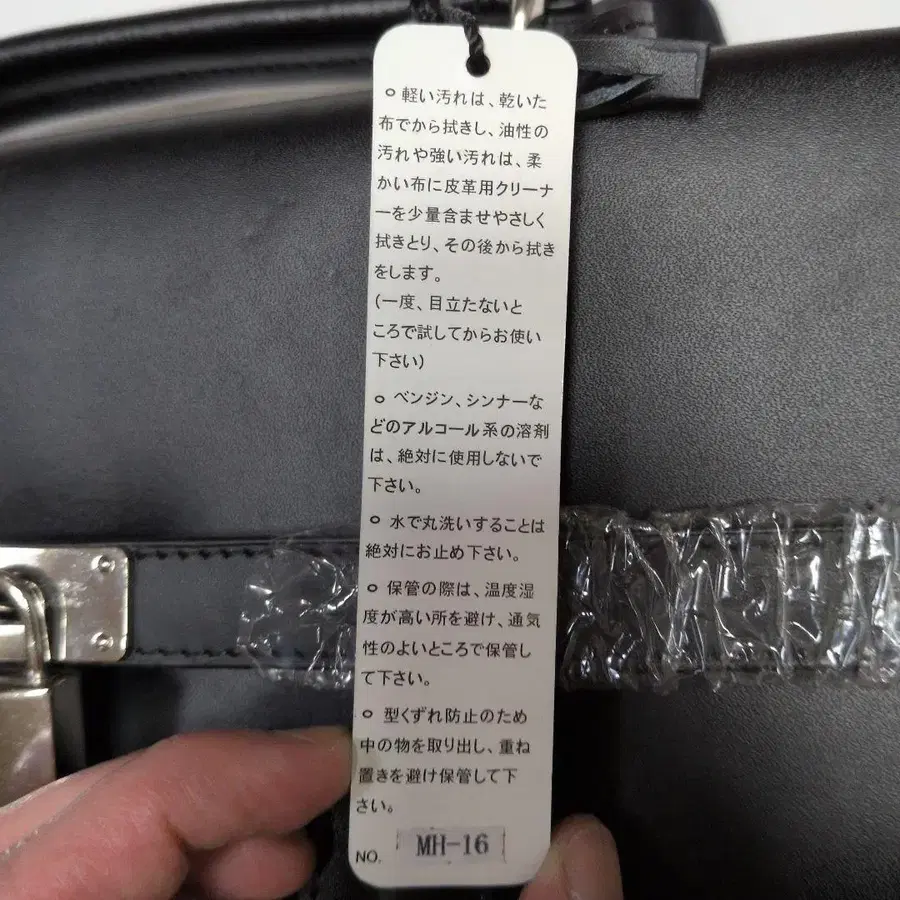 ○ 軽い汚れは、乾いた
布でから拭きし、油性の
汚れや強い汚れは、柔
かい布に皮革用クリーナ
ーを少量含ませやさしく
拭きとり、その後から拭き
をします。
(一度、目立たないと
ころで試してからお使い
下さい)
○ ベンジン、シンナーな
どのアルコール系の溶剤
は、絶対に使用しないで
下さい。
○ 水で丸洗いすることは
絶対にお止め下さい。
○ 保管の際は、温度湿
度が高い所を避け、通気
性のよいところで保管し
て下さい。
○ 型くずれ防止のため
中の物を取り出し、重ね
置きを避け保管して下
さい。
NO. MH-16